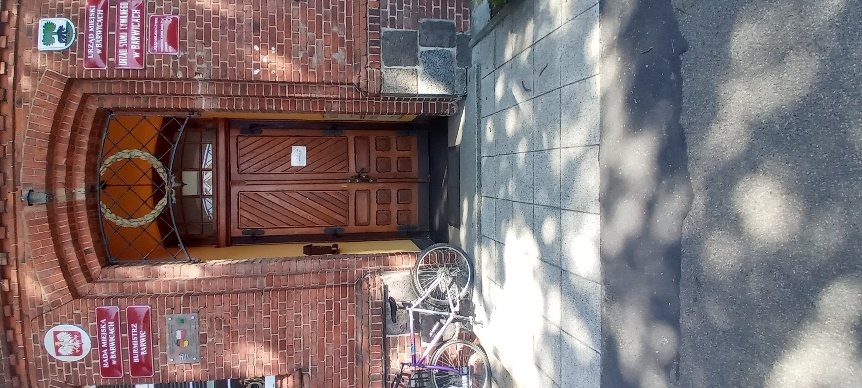 RADA MIEJSKA
w BARWICACH
BURMISTRZ
BARWIC
URZĄD MIEJSKI
w BARWICACH
URZĄD STANU CYWILNEGO
w BARWICACH